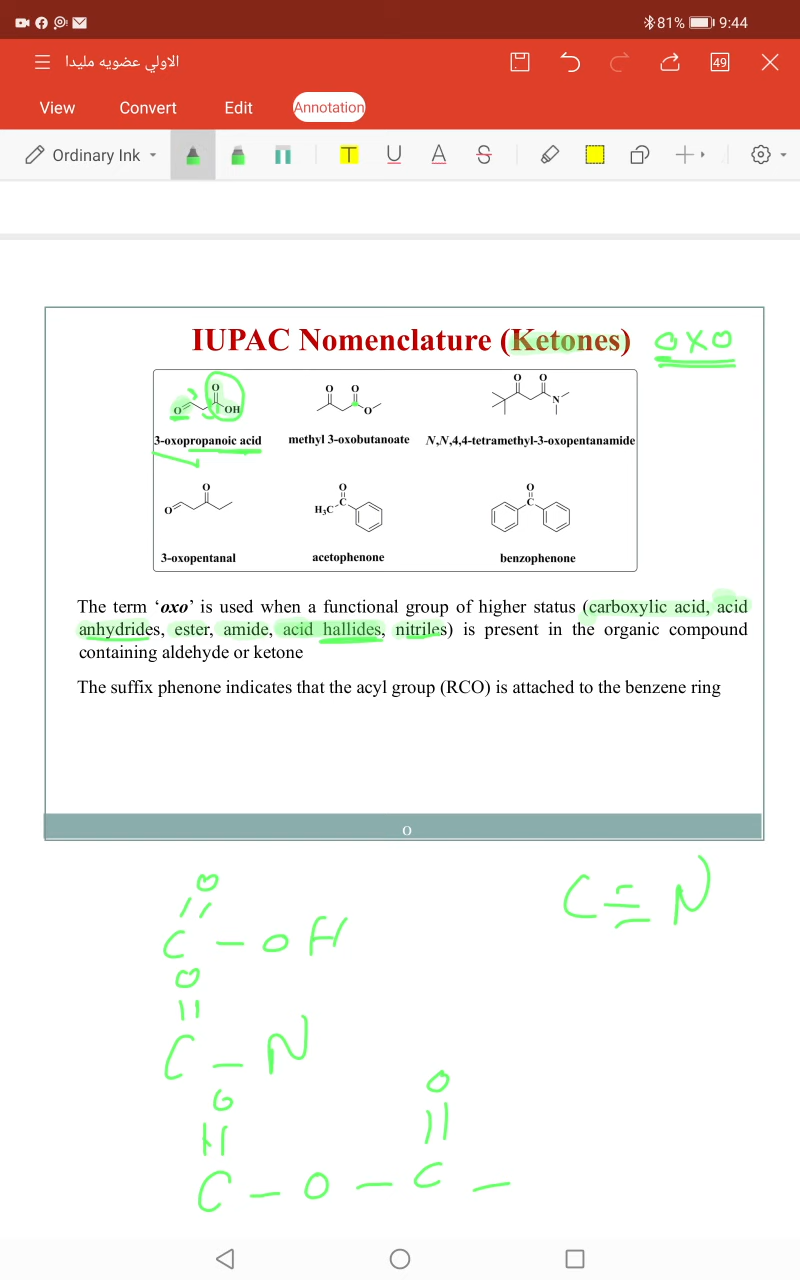 81% 9:44
الاولي عضويه مليدا
49
View Convert Edit Annotation
Ordinary Ink T U A S
IUPAC Nomenclature (Ketones) oxo
O O OH
O O O
O O N
3-oxopropanoic acid methyl 3-oxobutanoate N,N,4,4-tetramethyl-3-oxopentanamide
O O
O H₃C C
O C
3-oxopentanal acetophenone benzophenone
The term ‘oxo’ is used when a functional group of higher status (carboxylic acid, acid
anhydrides, ester, amide, acid hallides, nitriles) is present in the organic compound
containing aldehyde or ketone
The suffix phenone indicates that the acyl group (RCO) is attached to the benzene ring
0
O
C - OH C≡N
O
C - N
O O
C - O - C -